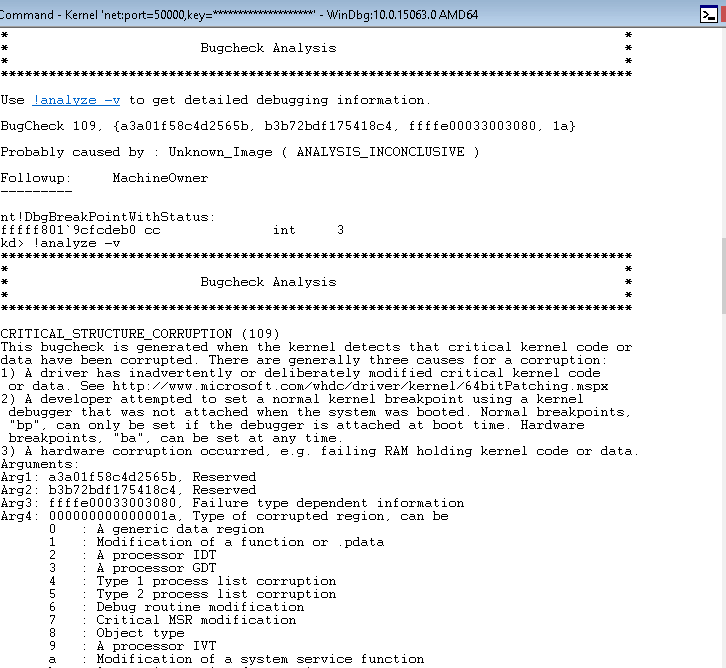 Command - Kernel 'net:port=50000,key=********************' - WinDbg:10.0.15063.0 AMD64
*                                                                             *
*                        Bugcheck Analysis                                    *
*                                                                             *
*******************************************************************************
Use !analyze -v to get detailed debugging information.
BugCheck 109, {a3a01f58c4d2565b, b3b72bdf175418c4, ffffe00033003080, 1a}
Probably caused by : Unknown_Image ( ANALYSIS_INCONCLUSIVE )
Followup:     MachineOwner
---------
nt!DbgBreakPointWithStatus:
fffff801`9cfcdeb0 cc              int     3
kd> !analyze -v
*******************************************************************************
*                                                                             *
*                        Bugcheck Analysis                                    *
*                                                                             *
*******************************************************************************
CRITICAL_STRUCTURE_CORRUPTION (109)
This bugcheck is generated when the kernel detects that critical kernel code or
data have been corrupted. There are generally three causes for a corruption:
1) A driver has inadvertently or deliberately modified critical kernel code
 or data. See http://www.microsoft.com/whdc/driver/kernel/64bitPatching.mspx
2) A developer attempted to set a normal kernel breakpoint using a kernel
 debugger that was not attached when the system was booted. Normal breakpoints,
 "bp", can only be set if the debugger is attached at boot time. Hardware
 breakpoints, "ba", can be set at any time.
3) A hardware corruption occurred, e.g. failing RAM holding kernel code or data.
Arguments:
Arg1: a3a01f58c4d2565b, Reserved
Arg2: b3b72bdf175418c4, Reserved
Arg3: ffffe00033003080, Failure type dependent information
Arg4: 000000000000001a, Type of corrupted region, can be
	0   : A generic data region
	1   : Modification of a function or .pdata
	2   : A processor IDT
	3   : A processor GDT
	4   : Type 1 process list corruption
	5   : Type 2 process list corruption
	6   : Debug routine modification
	7   : Critical MSR modification
	8   : Object type
	9   : A processor IVT
	a   : Modification of a system service function